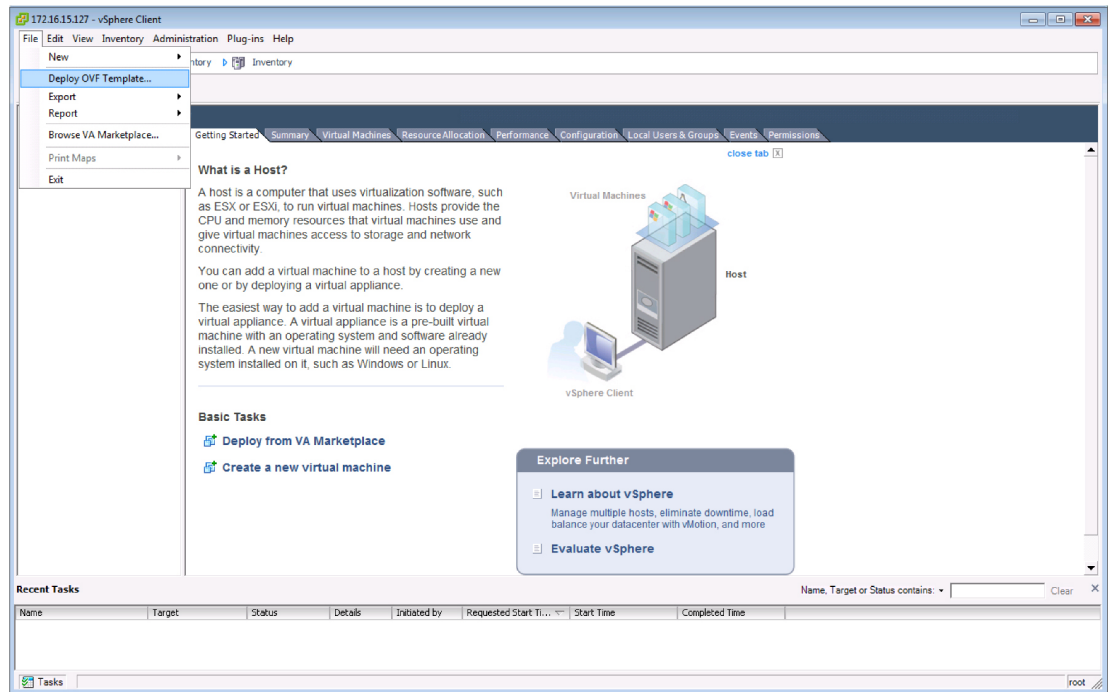 172.16.15.127 - vSphere Client
File Edit View Inventory Administration Plug-ins Help
New
ntory Inventory
Deploy OVF Template...
Export
Report
Browse VA Marketplace...
Print Maps
Exit
Getting Started Summary Virtual Machines Resource Allocation Performance Configuration Local Users & Groups Events Permissions
close tab X
What is a Host?
A host is a computer that uses virtualization software, such
as ESX or ESXi, to run virtual machines. Hosts provide the
CPU and memory resources that virtual machines use and
give virtual machines access to storage and network
connectivity.
You can add a virtual machine to a host by creating a new
one or by deploying a virtual appliance.
The easiest way to add a virtual machine is to deploy a
virtual appliance. A virtual appliance is a pre-built virtual
machine with an operating system and software already
installed. A new virtual machine will need an operating
system installed on it, such as Windows or Linux.
Virtual Machines
Host
vSphere Client
Basic Tasks
Deploy from VA Marketplace
Create a new virtual machine
Explore Further
Learn about vSphere
Manage multiple hosts, eliminate downtime, load
balance your datacenter with vMotion, and more
Evaluate vSphere
Recent Tasks
Name, Target or Status contains: Clear
Name Target Status Details Initiated by Requested Start Ti... Start Time Completed Time
Tasks root